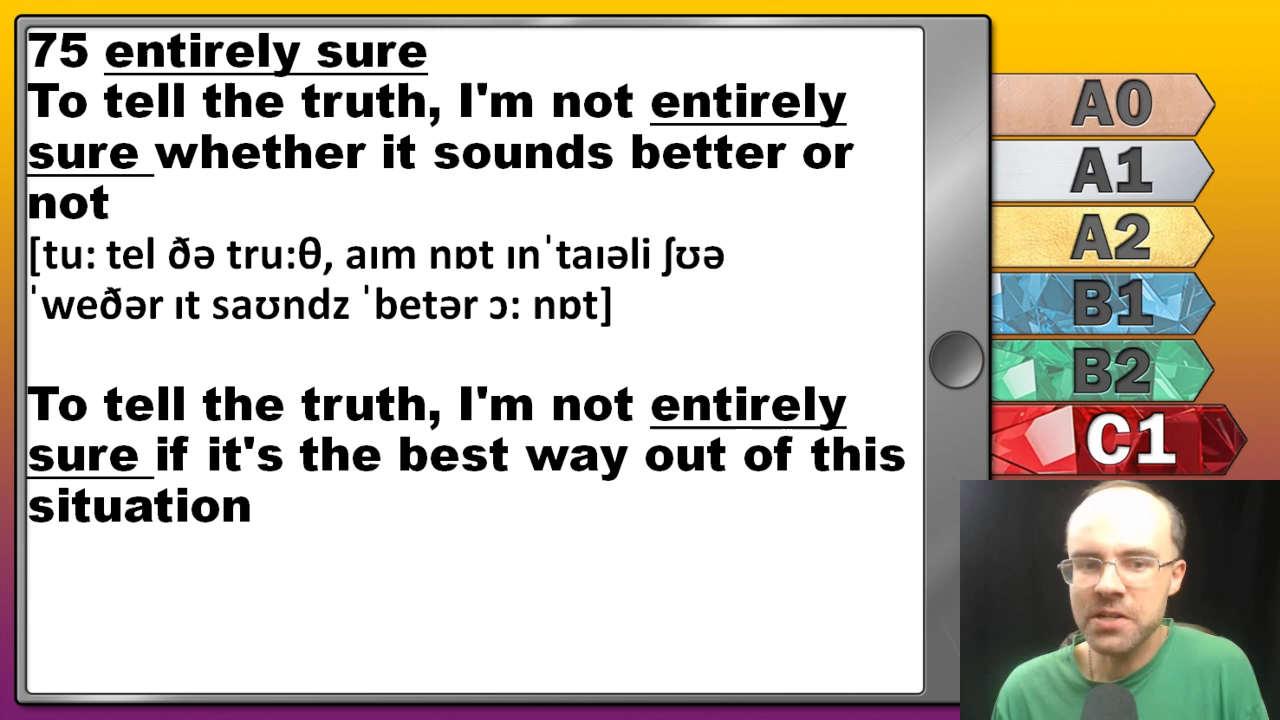 75 entirely sure
To tell the truth, I'm not entirely
sure whether it sounds better or
not
[tu: tel ðə tru:θ, aɪm nɒt ɪnˈtaɪəli ʃʊə
ˈweðər ɪt saʊndz ˈbetər ɔ: nɒt]
To tell the truth, I'm not entirely
sure if it's the best way out of this
situation
A0
A1
A2
B1
B2
C1